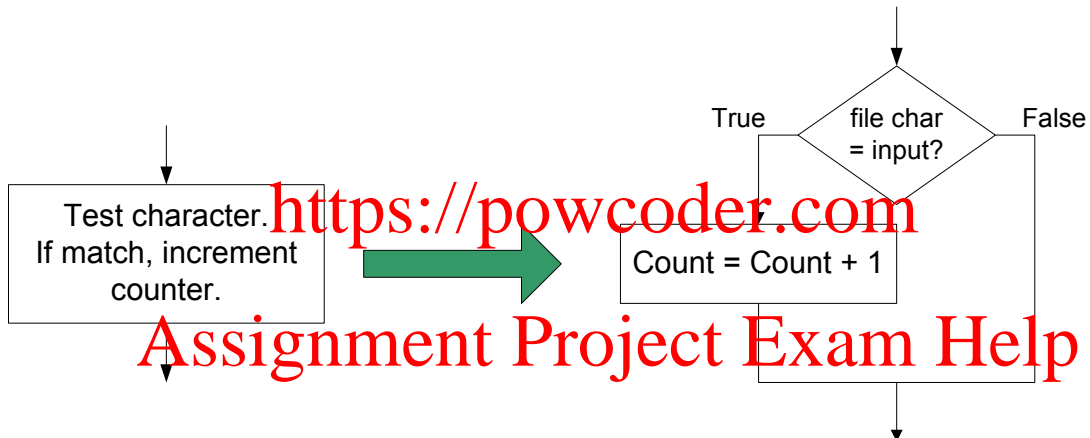 Test character.
If match, increment
counter.
True
file char
= input?
False
Count = Count + 1
https://powcoder.com
Assignment Project Exam Help